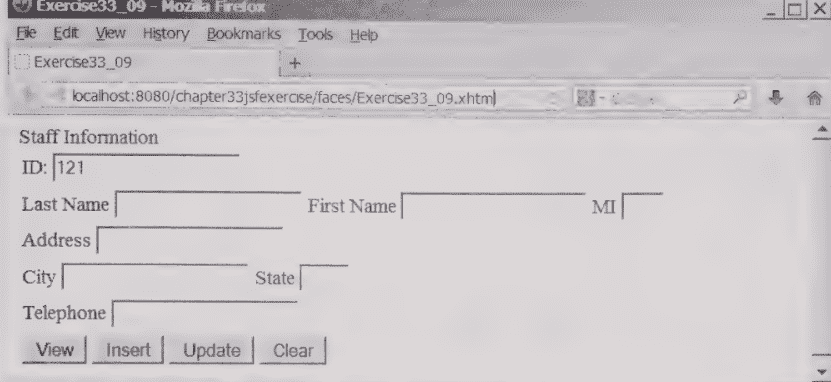 Exercise33_09 - Mozilla Firefox
File Edit View History Bookmarks Tools Help
Exercise33_09 +
localhost:8080/chapter33jsfexercise/faces/Exercise33_09.xhtml
Staff Information
ID: 121
Last Name First Name MI
Address
City State
Telephone
View Insert Update Clear